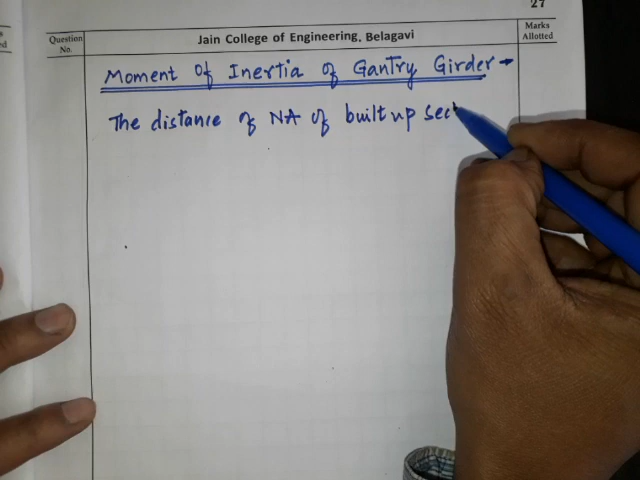 27
Question No.
Jain College of Engineering, Belagavi
Marks Allotted
Moment of Inertia of Gantry Girder →
The distance of NA of built up sec